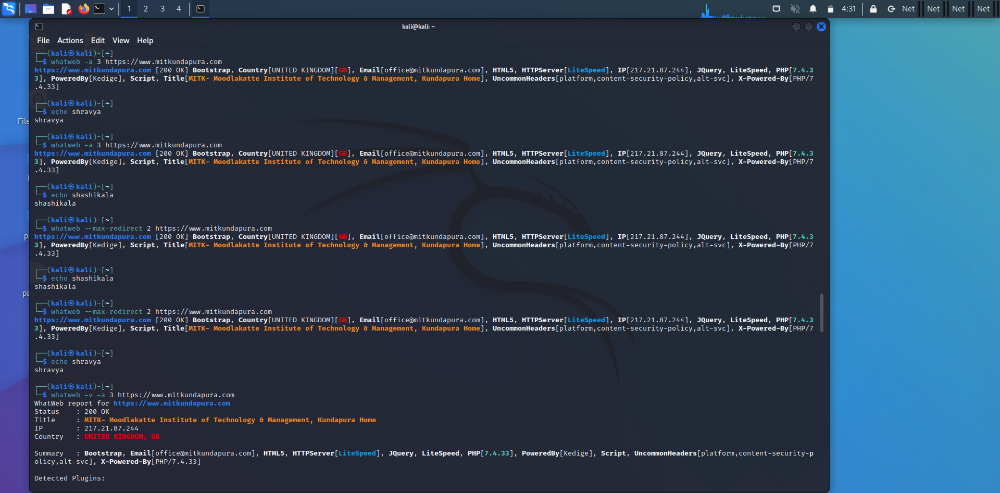 1 2 3 4 4:31 Net Net Net Net
kali@kali: ~
File Actions Edit View Help
┌──(kali㉿kali)-[~]
└─$ whatweb -a 3 https://www.mitkundapura.com
https://www.mitkundapura.com [200 OK] Bootstrap, Country[UNITED KINGDOM][GB], Email[office@mitkundapura.com], HTML5, HTTPServer[LiteSpeed], IP[217.21.87.244], JQuery, LiteSpeed, PHP[7.4.3
3], PoweredBy[Kedige], Script, Title[MITK- Moodlakatte Institute of Technology & Management, Kundapura Home], UncommonHeaders[platform,content-security-policy,alt-svc], X-Powered-By[PHP/7
.4.33]
┌──(kali㉿kali)-[~]
└─$ echo shravya
shravya
File
┌──(kali㉿kali)-[~]
└─$ whatweb -a 3 https://www.mitkundapura.com
https://www.mitkundapura.com [200 OK] Bootstrap, Country[UNITED KINGDOM][GB], Email[office@mitkundapura.com], HTML5, HTTPServer[LiteSpeed], IP[217.21.87.244], JQuery, LiteSpeed, PHP[7.4.3
3], PoweredBy[Kedige], Script, Title[MITK- Moodlakatte Institute of Technology & Management, Kundapura Home], UncommonHeaders[platform,content-security-policy,alt-svc], X-Powered-By[PHP/7
.4.33]
Home
┌──(kali㉿kali)-[~]
└─$ echo shashikala
shashikala
┌──(kali㉿kali)-[~]
└─$ whatweb --max-redirect 2 https://www.mitkundapura.com
https://www.mitkundapura.com [200 OK] Bootstrap, Country[UNITED KINGDOM][GB], Email[office@mitkundapura.com], HTML5, HTTPServer[LiteSpeed], IP[217.21.87.244], JQuery, LiteSpeed, PHP[7.4.3
3], PoweredBy[Kedige], Script, Title[MITK- Moodlakatte Institute of Technology & Management, Kundapura Home], UncommonHeaders[platform,content-security-policy,alt-svc], X-Powered-By[PHP/7
.4.33]
┌──(kali㉿kali)-[~]
└─$ echo shashikala
shashikala
┌──(kali㉿kali)-[~]
└─$ whatweb --max-redirect 2 https://www.mitkundapura.com
https://www.mitkundapura.com [200 OK] Bootstrap, Country[UNITED KINGDOM][GB], Email[office@mitkundapura.com], HTML5, HTTPServer[LiteSpeed], IP[217.21.87.244], JQuery, LiteSpeed, PHP[7.4.3
3], PoweredBy[Kedige], Script, Title[MITK- Moodlakatte Institute of Technology & Management, Kundapura Home], UncommonHeaders[platform,content-security-policy,alt-svc], X-Powered-By[PHP/7
.4.33]
┌──(kali㉿kali)-[~]
└─$ echo shravya
shravya
┌──(kali㉿kali)-[~]
└─$ whatweb -v -a 3 https://www.mitkundapura.com
WhatWeb report for https://www.mitkundapura.com
Status    : 200 OK
Title     : MITK- Moodlakatte Institute of Technology & Management, Kundapura Home
IP        : 217.21.87.244
Country   : UNITED KINGDOM, GB
Summary   : Bootstrap, Email[office@mitkundapura.com], HTML5, HTTPServer[LiteSpeed], JQuery, LiteSpeed, PHP[7.4.33], PoweredBy[Kedige], Script, UncommonHeaders[platform,content-security-p
olicy,alt-svc], X-Powered-By[PHP/7.4.33]
Detected Plugins: